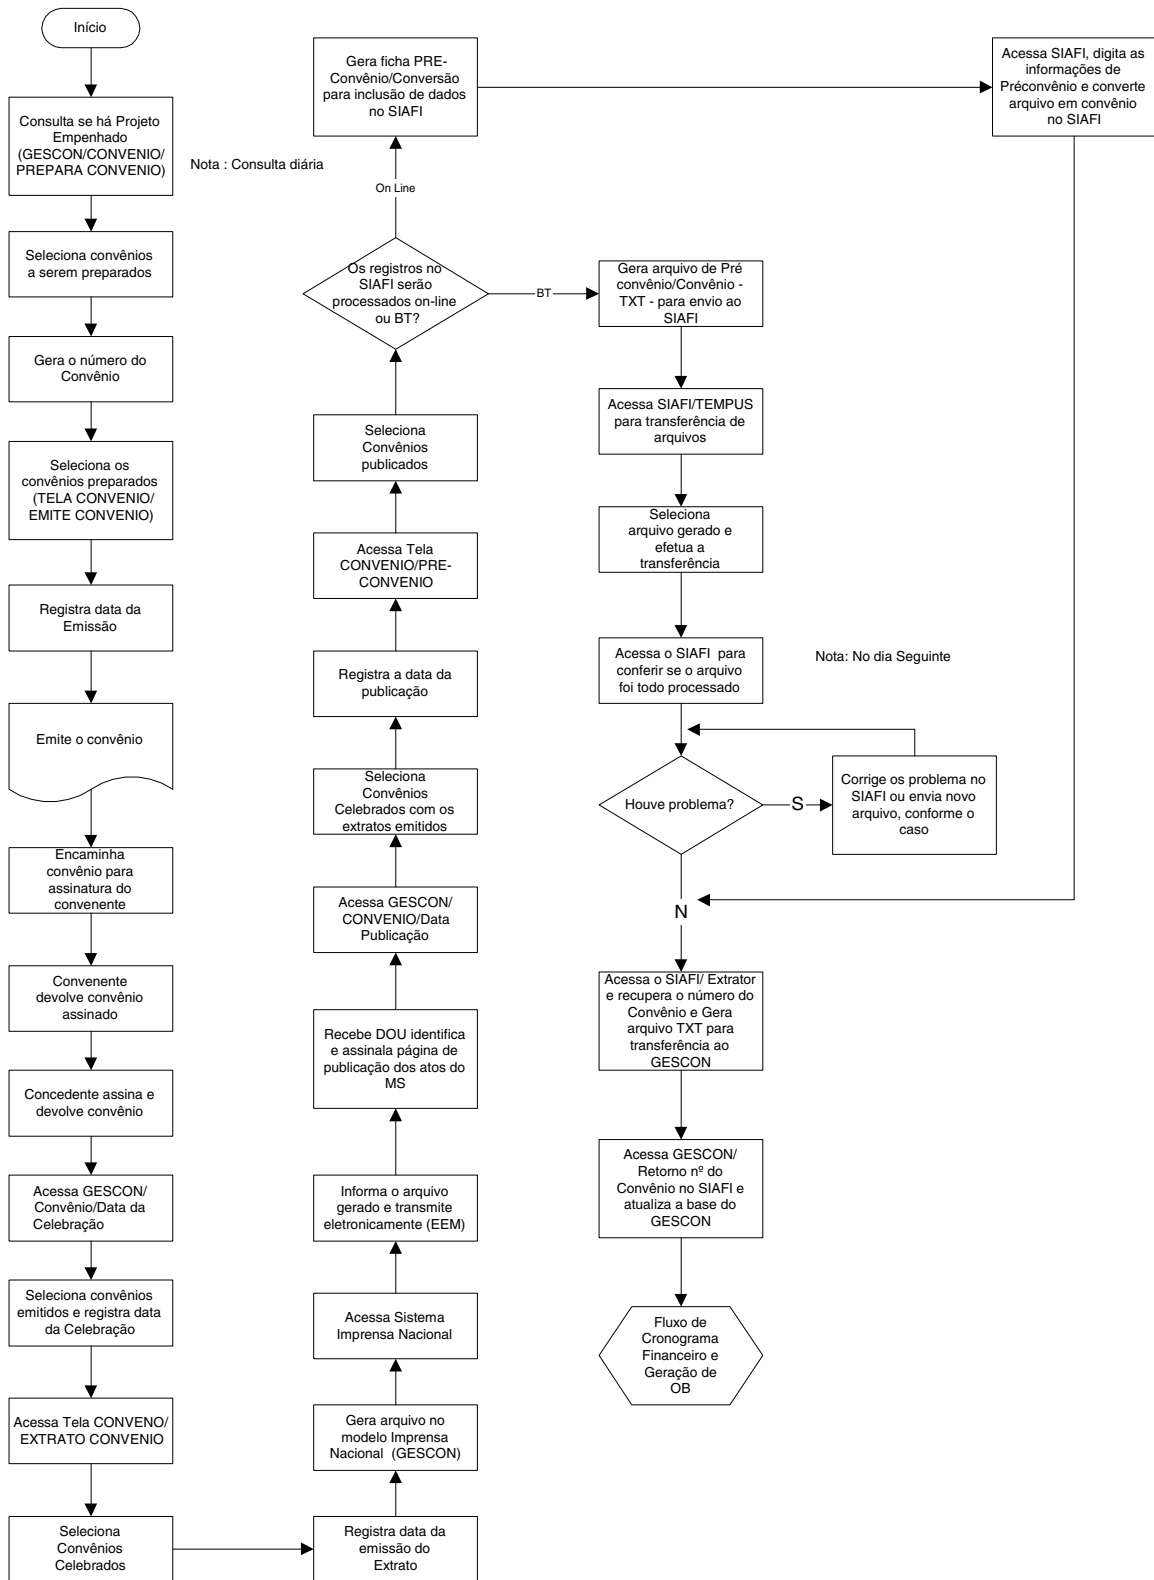 Início
Consulta se há Projeto
Empenhado
(GESCON/CONVENIO/
PREPARA CONVENIO)
Nota : Consulta diária
Seleciona convênios
a serem preparados
Gera o número do
Convênio
Seleciona os
convênios preparados
(TELA CONVENIO/
EMITE CONVENIO)
Registra data da
Emissão
Emite o convênio
Encaminha
convênio para
assinatura do
convenente
Convenente
devolve convênio
assinado
Concedente assina e
devolve convênio
Acessa GESCON/
Convênio/Data da
Celebração
Seleciona convênios
emitidos e registra data
da Celebração
Acessa Tela CONVENO/
EXTRATO CONVENIO
Seleciona
Convênios
Celebrados
Registra data da
emissão do
Extrato
Gera arquivo no
modelo Imprensa
Nacional (GESCON)
Acessa Sistema
Imprensa Nacional
Informa o arquivo
gerado e transmite
eletronicamente (EEM)
Recebe DOU identifica
e assinala página de
publicação dos atos do
MS
Acessa GESCON/
CONVENIO/Data
Publicação
Seleciona
Convênios
Celebrados com os
extratos emitidos
Registra a data da
publicação
Acessa Tela
CONVENIO/PRE-
CONVENIO
Seleciona
Convênios
publicados
Os registros no
SIAFI serão
processados on-line
ou BT?
On Line
Gera ficha PRE-
Convênio/Conversão
para inclusão de dados
no SIAFI
Acessa SIAFI, digita as
informações de
Préconvênio e converte
arquivo em convênio
no SIAFI
BT
Gera arquivo de Pré
convênio/Convênio -
TXT - para envio ao
SIAFI
Acessa SIAFI/TEMPUS
para transferência de
arquivos
Seleciona
arquivo gerado e
efetua a
transferência
Acessa o SIAFI para
conferir se o arquivo
foi todo processado
Nota: No dia Seguinte
Houve problema?
S
Corrige os problema no
SIAFI ou envia novo
arquivo, conforme o
caso
N
Acessa o SIAFI/ Extrator
e recupera o número do
Convênio e Gera
arquivo TXT para
transferência ao
GESCON
Acessa GESCON/
Retorno nº do
Convênio no SIAFI e
atualiza a base do
GESCON
Fluxo de
Cronograma
Financeiro e
Geração de
OB